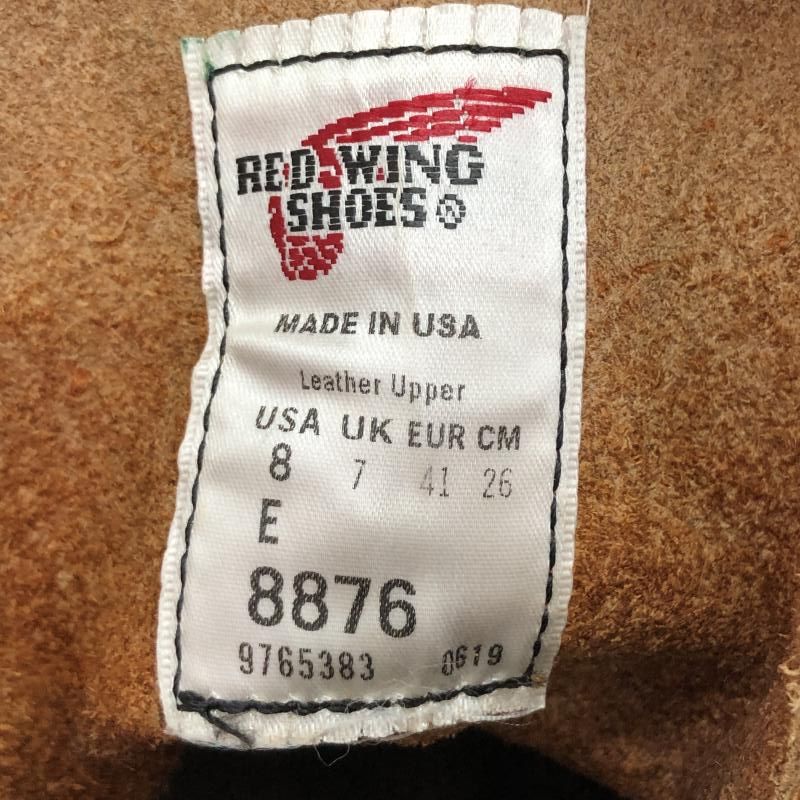 RED WING
SHOES ®
MADE IN USA
Leather Upper
USA UK EUR CM
8 7 41 26
E
8876
9765383 0619